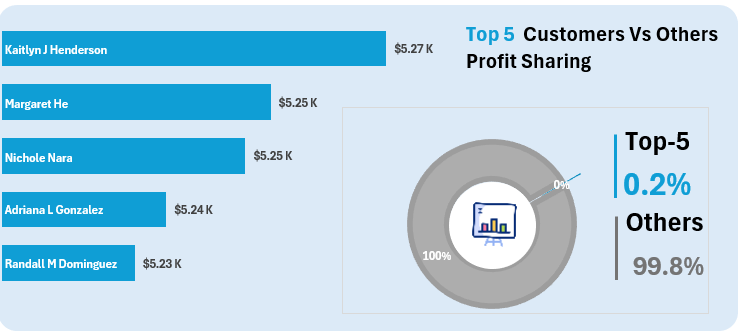 Kaitlyn J Henderson $5.27 K
Margaret He $5.25 K
Nichole Nara $5.25 K
Adriana L Gonzalez $5.24 K
Randall M Dominguez $5.23 K
Top 5 Customers Vs Others
Profit Sharing
0%
100%
Top-5
0.2%
Others
99.8%